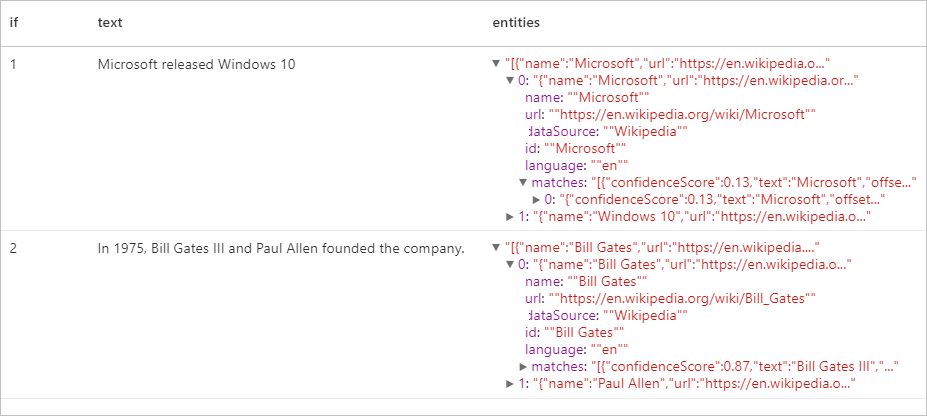 if text entities
1 Microsoft released Windows 10 "[{"name":"Microsoft","url":"https://en.wikipedia.o..."
0: "{"name":"Microsoft","url":"https://en.wikipedia.or..."
name: ""Microsoft""
url: ""https://en.wikipedia.org/wiki/Microsoft""
dataSource: ""Wikipedia""
id: ""Microsoft""
language: ""en""
matches: "[{"confidenceScore":0.13,"text":"Microsoft","offse..."
0: "{"confidenceScore":0.13,"text":"Microsoft","offset..."
1: "{"name":"Windows 10","url":"https://en.wikipedia.o..."
2 In 1975, Bill Gates III and Paul Allen founded the company. "[{"name":"Bill Gates","url":"https://en.wikipedia...."
0: "{"name":"Bill Gates","url":"https://en.wikipedia.o..."
name: ""Bill Gates""
url: ""https://en.wikipedia.org/wiki/Bill_Gates""
dataSource: ""Wikipedia""
id: ""Bill Gates""
language: ""en""
matches: "[{"confidenceScore":0.87,"text":"Bill Gates III","..."
1: "{"name":"Paul Allen","url":"https://en.wikipedia.o..."